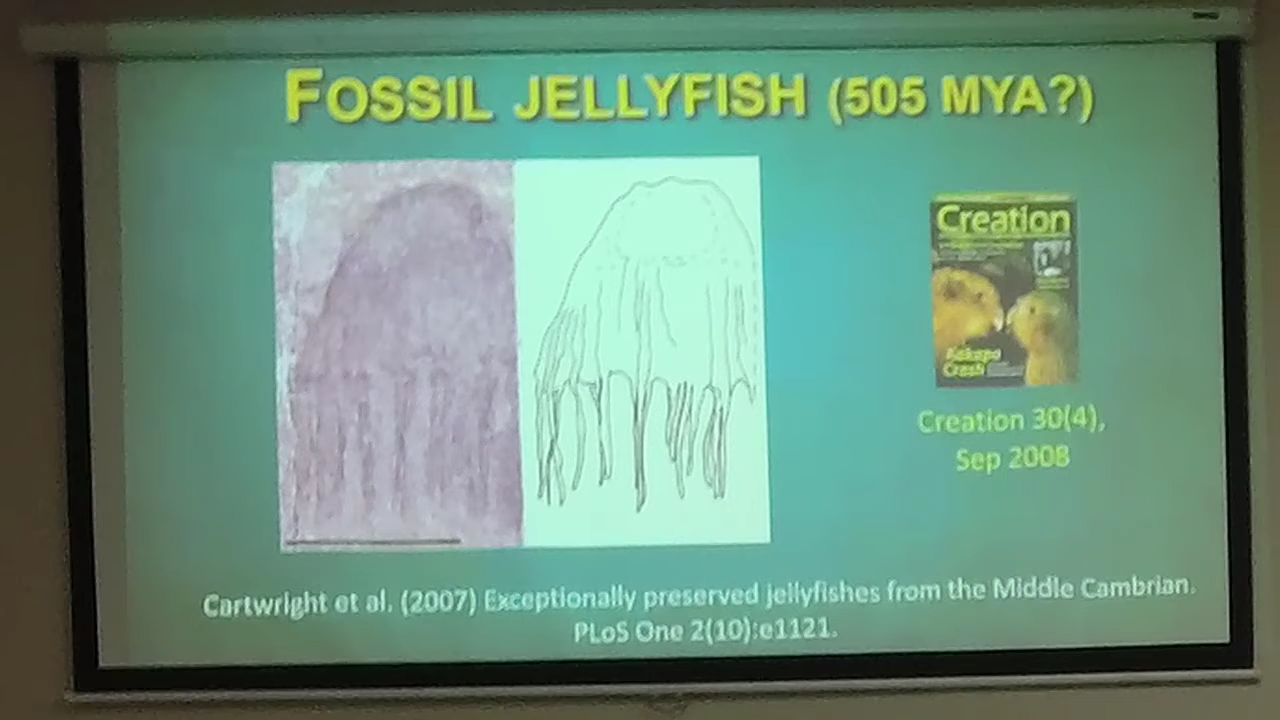 FOSSIL JELLYFISH (505 MYA?)
Creation
Kakapo
Crash
Creation 30(4),
Sep 2008
Cartwright et al. (2007) Exceptionally preserved jellyfishes from the Middle Cambrian.
PLoS One 2(10):e1121.